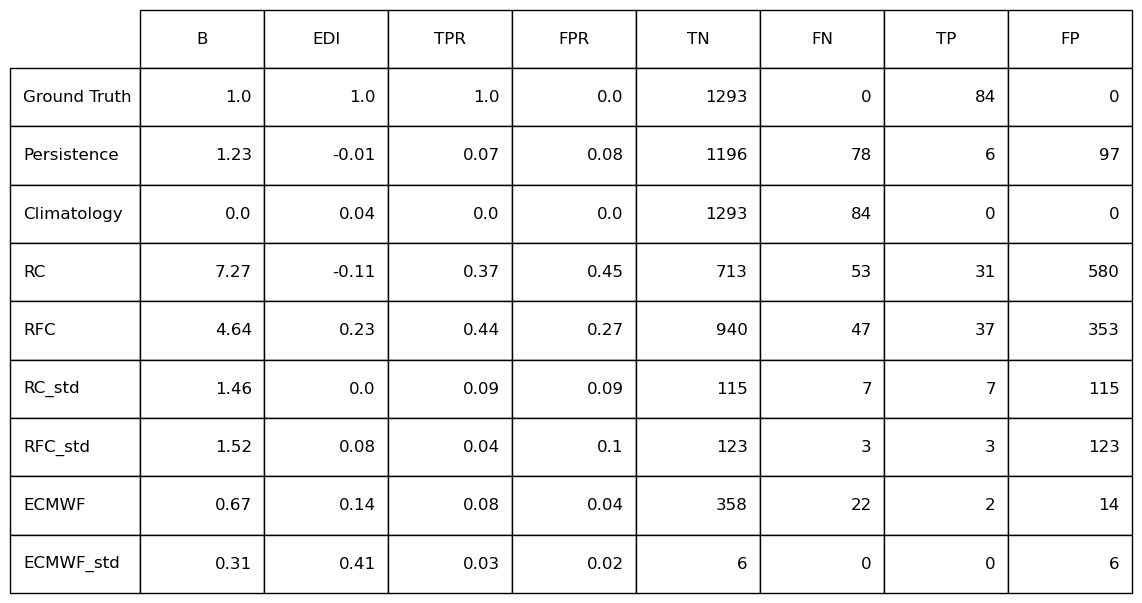 B EDI TPR FPR TN FN TP FP
Ground Truth 1.0 1.0 1.0 0.0 1293 0 84 0
Persistence 1.23 -0.01 0.07 0.08 1196 78 6 97
Climatology 0.0 0.04 0.0 0.0 1293 84 0 0
RC 7.27 -0.11 0.37 0.45 713 53 31 580
RFC 4.64 0.23 0.44 0.27 940 47 37 353
RC_std 1.46 0.0 0.09 0.09 115 7 7 115
RFC_std 1.52 0.08 0.04 0.1 123 3 3 123
ECMWF 0.67 0.14 0.08 0.04 358 22 2 14
ECMWF_std 0.31 0.41 0.03 0.02 6 0 0 6